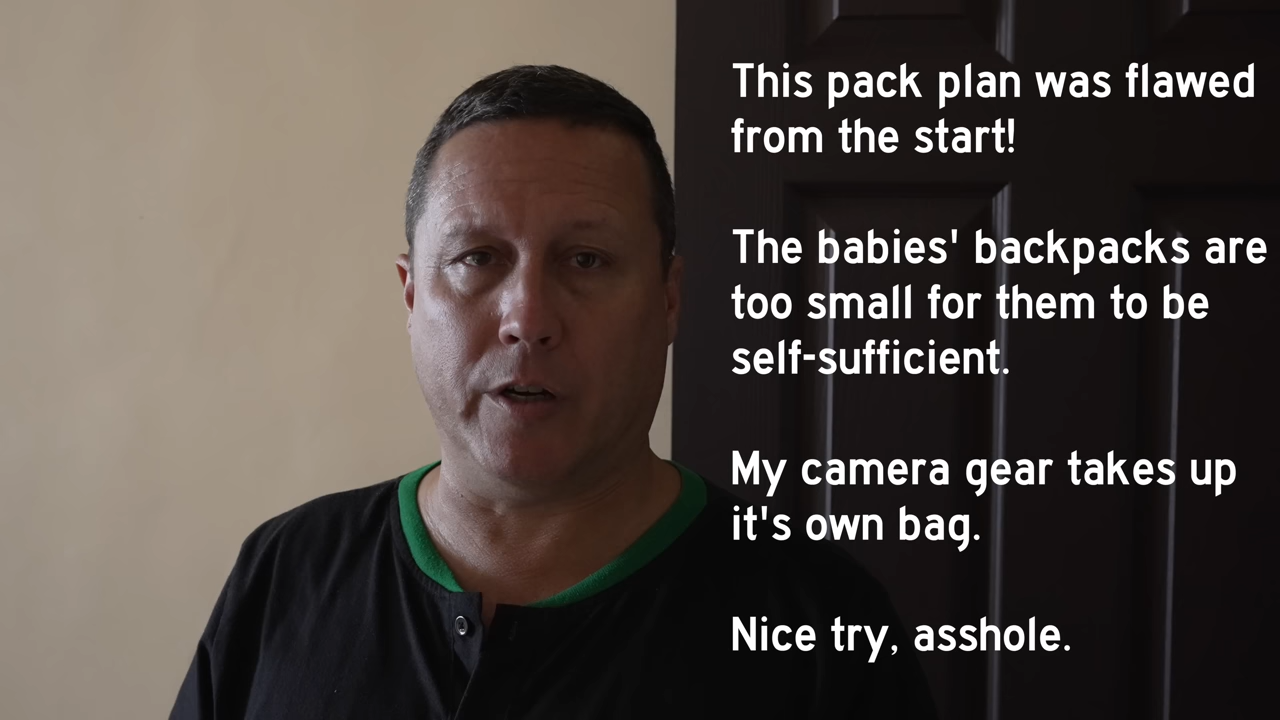 This pack plan was flawed
from the start!
The babies' backpacks are
too small for them to be
self-sufficient.
My camera gear takes up
it's own bag.
Nice try, asshole.